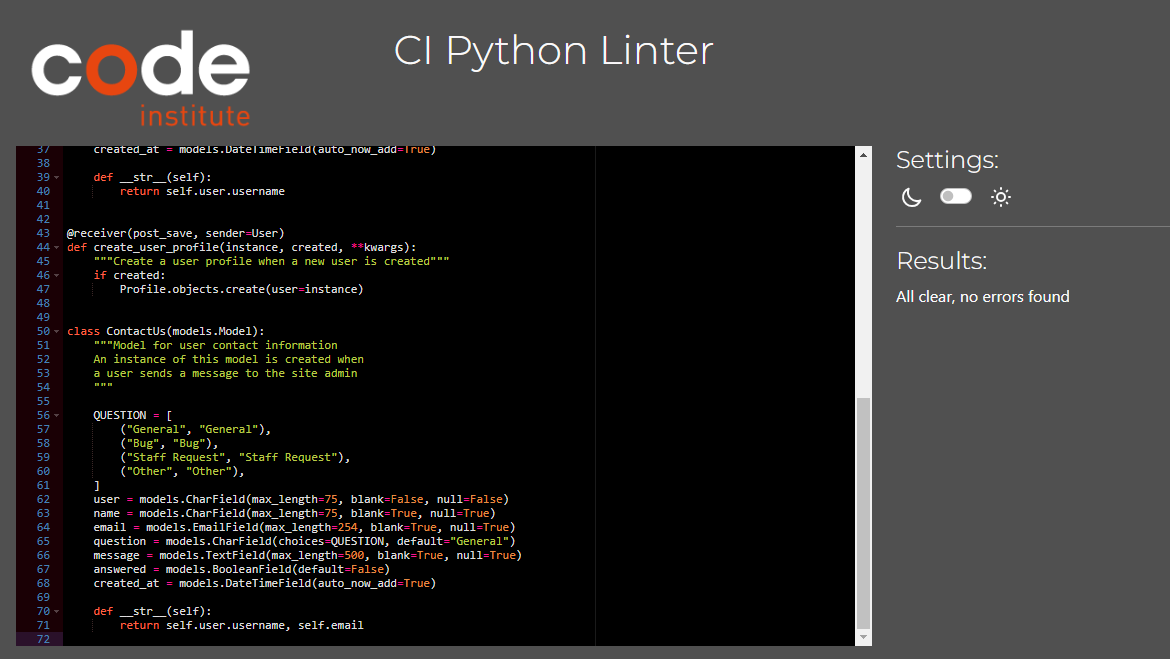 code
institute
CI Python Linter
37 created_at = models.DateTimeField(auto_now_add=True)
38
39 def __str__(self):
40 return self.user.username
41
42
43 @receiver(post_save, sender=User)
44 def create_user_profile(instance, created, **kwargs):
45 """Create a user profile when a new user is created"""
46 if created:
47 Profile.objects.create(user=instance)
48
49
50 class ContactUs(models.Model):
51 """Model for user contact information
52 An instance of this model is created when
53 a user sends a message to the site admin
54 """
55
56 QUESTION = [
57 ("General", "General"),
58 ("Bug", "Bug"),
59 ("Staff Request", "Staff Request"),
60 ("Other", "Other"),
61 ]
62 user = models.CharField(max_length=75, blank=False, null=False)
63 name = models.CharField(max_length=75, blank=True, null=True)
64 email = models.EmailField(max_length=254, blank=True, null=True)
65 question = models.CharField(choices=QUESTION, default="General")
66 message = models.TextField(max_length=500, blank=True, null=True)
67 answered = models.BooleanField(default=False)
68 created_at = models.DateTimeField(auto_now_add=True)
69
70 def __str__(self):
71 return self.user.username, self.email
72
Settings:
Results:
All clear, no errors found